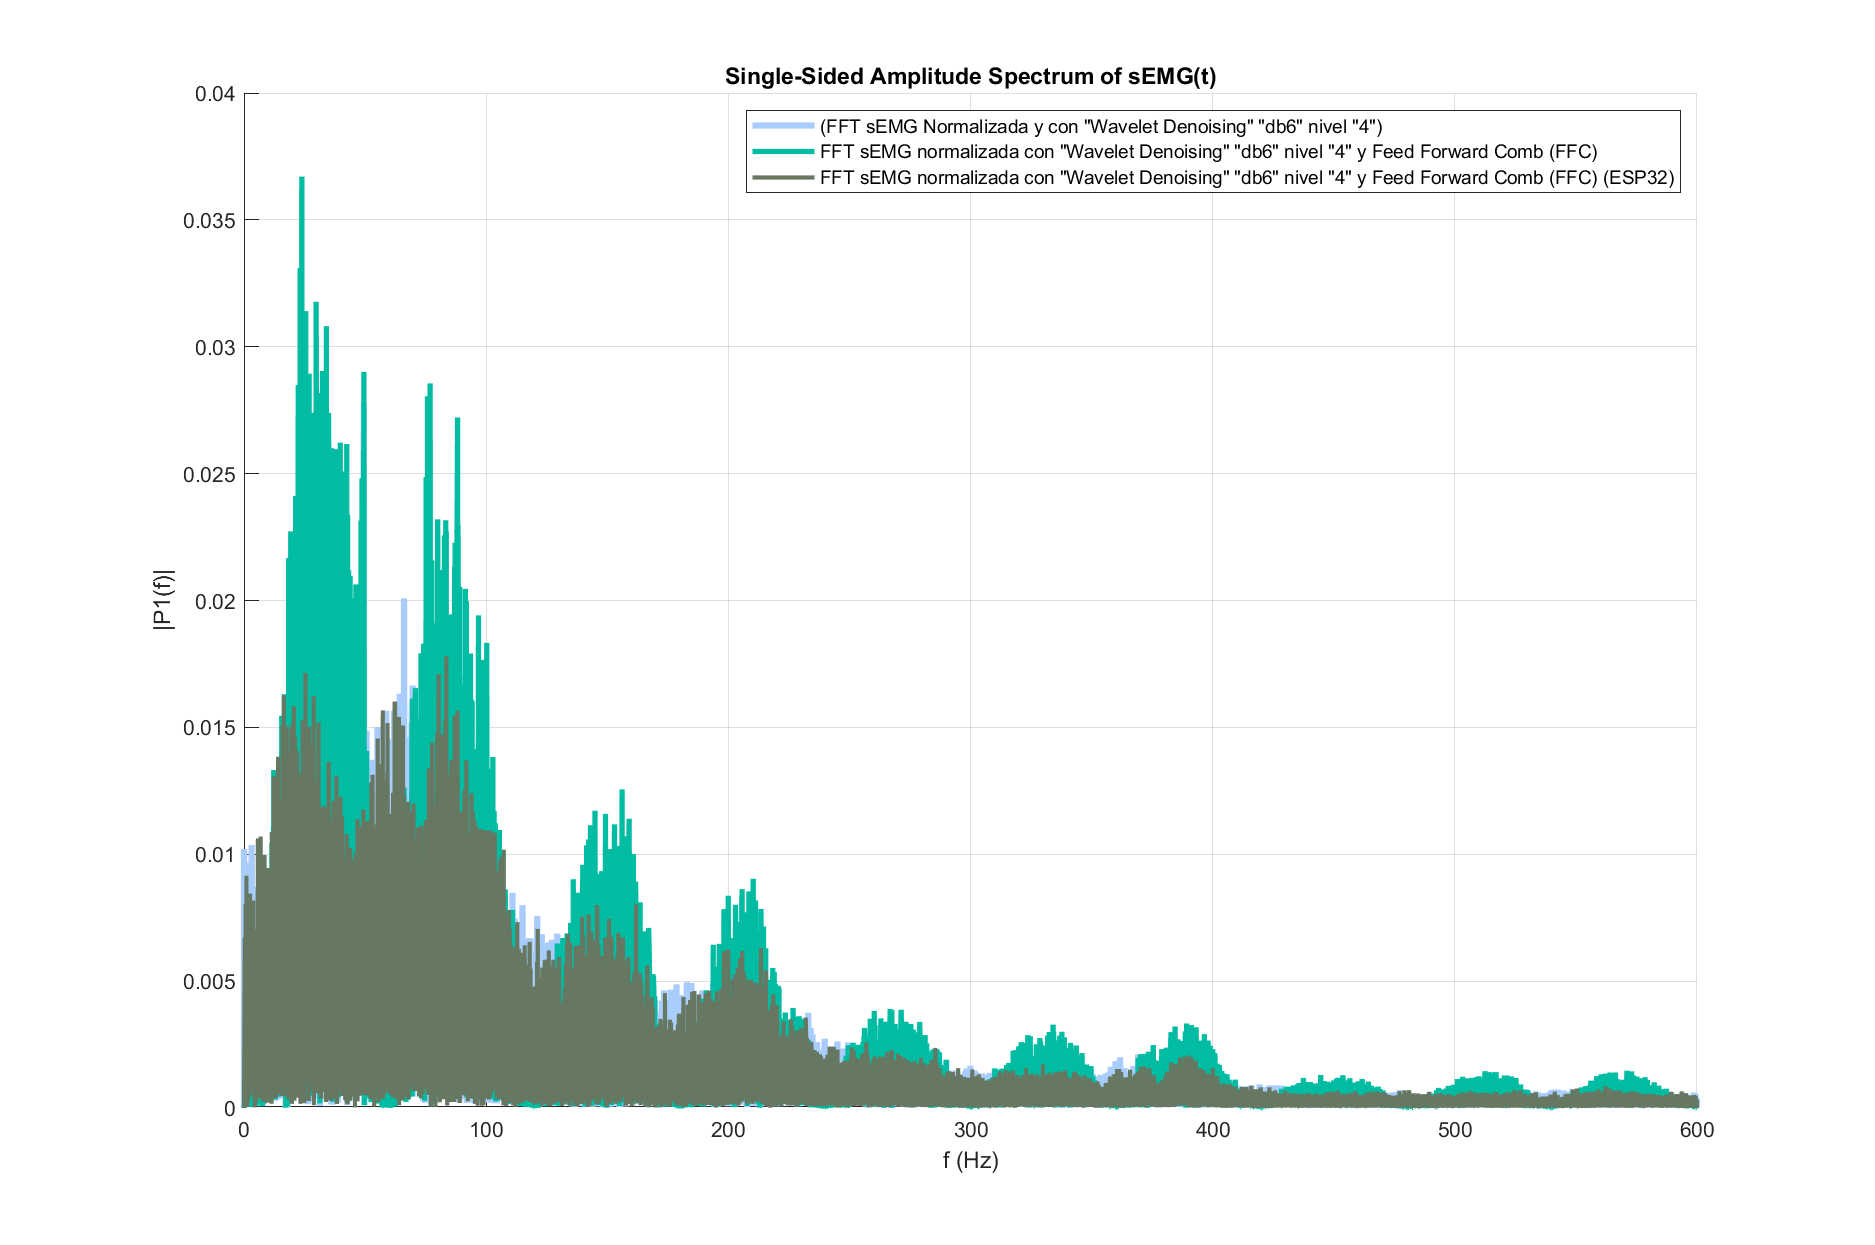 Single-Sided Amplitude Spectrum of sEMG(t)
(FFT sEMG Normalizada y con "Wavelet Denoising" "db6" nivel "4")
FFT sEMG normalizada con "Wavelet Denoising" "db6" nivel "4" y Feed Forward Comb (FFC)
FFT sEMG normalizada con "Wavelet Denoising" "db6" nivel "4" y Feed Forward Comb (FFC) (ESP32)
0.04
0.035
0.03
0.025
0.02
0.015
0.01
0.005
0
|P1(f)|
0 100 200 300 400 500 600
f (Hz)